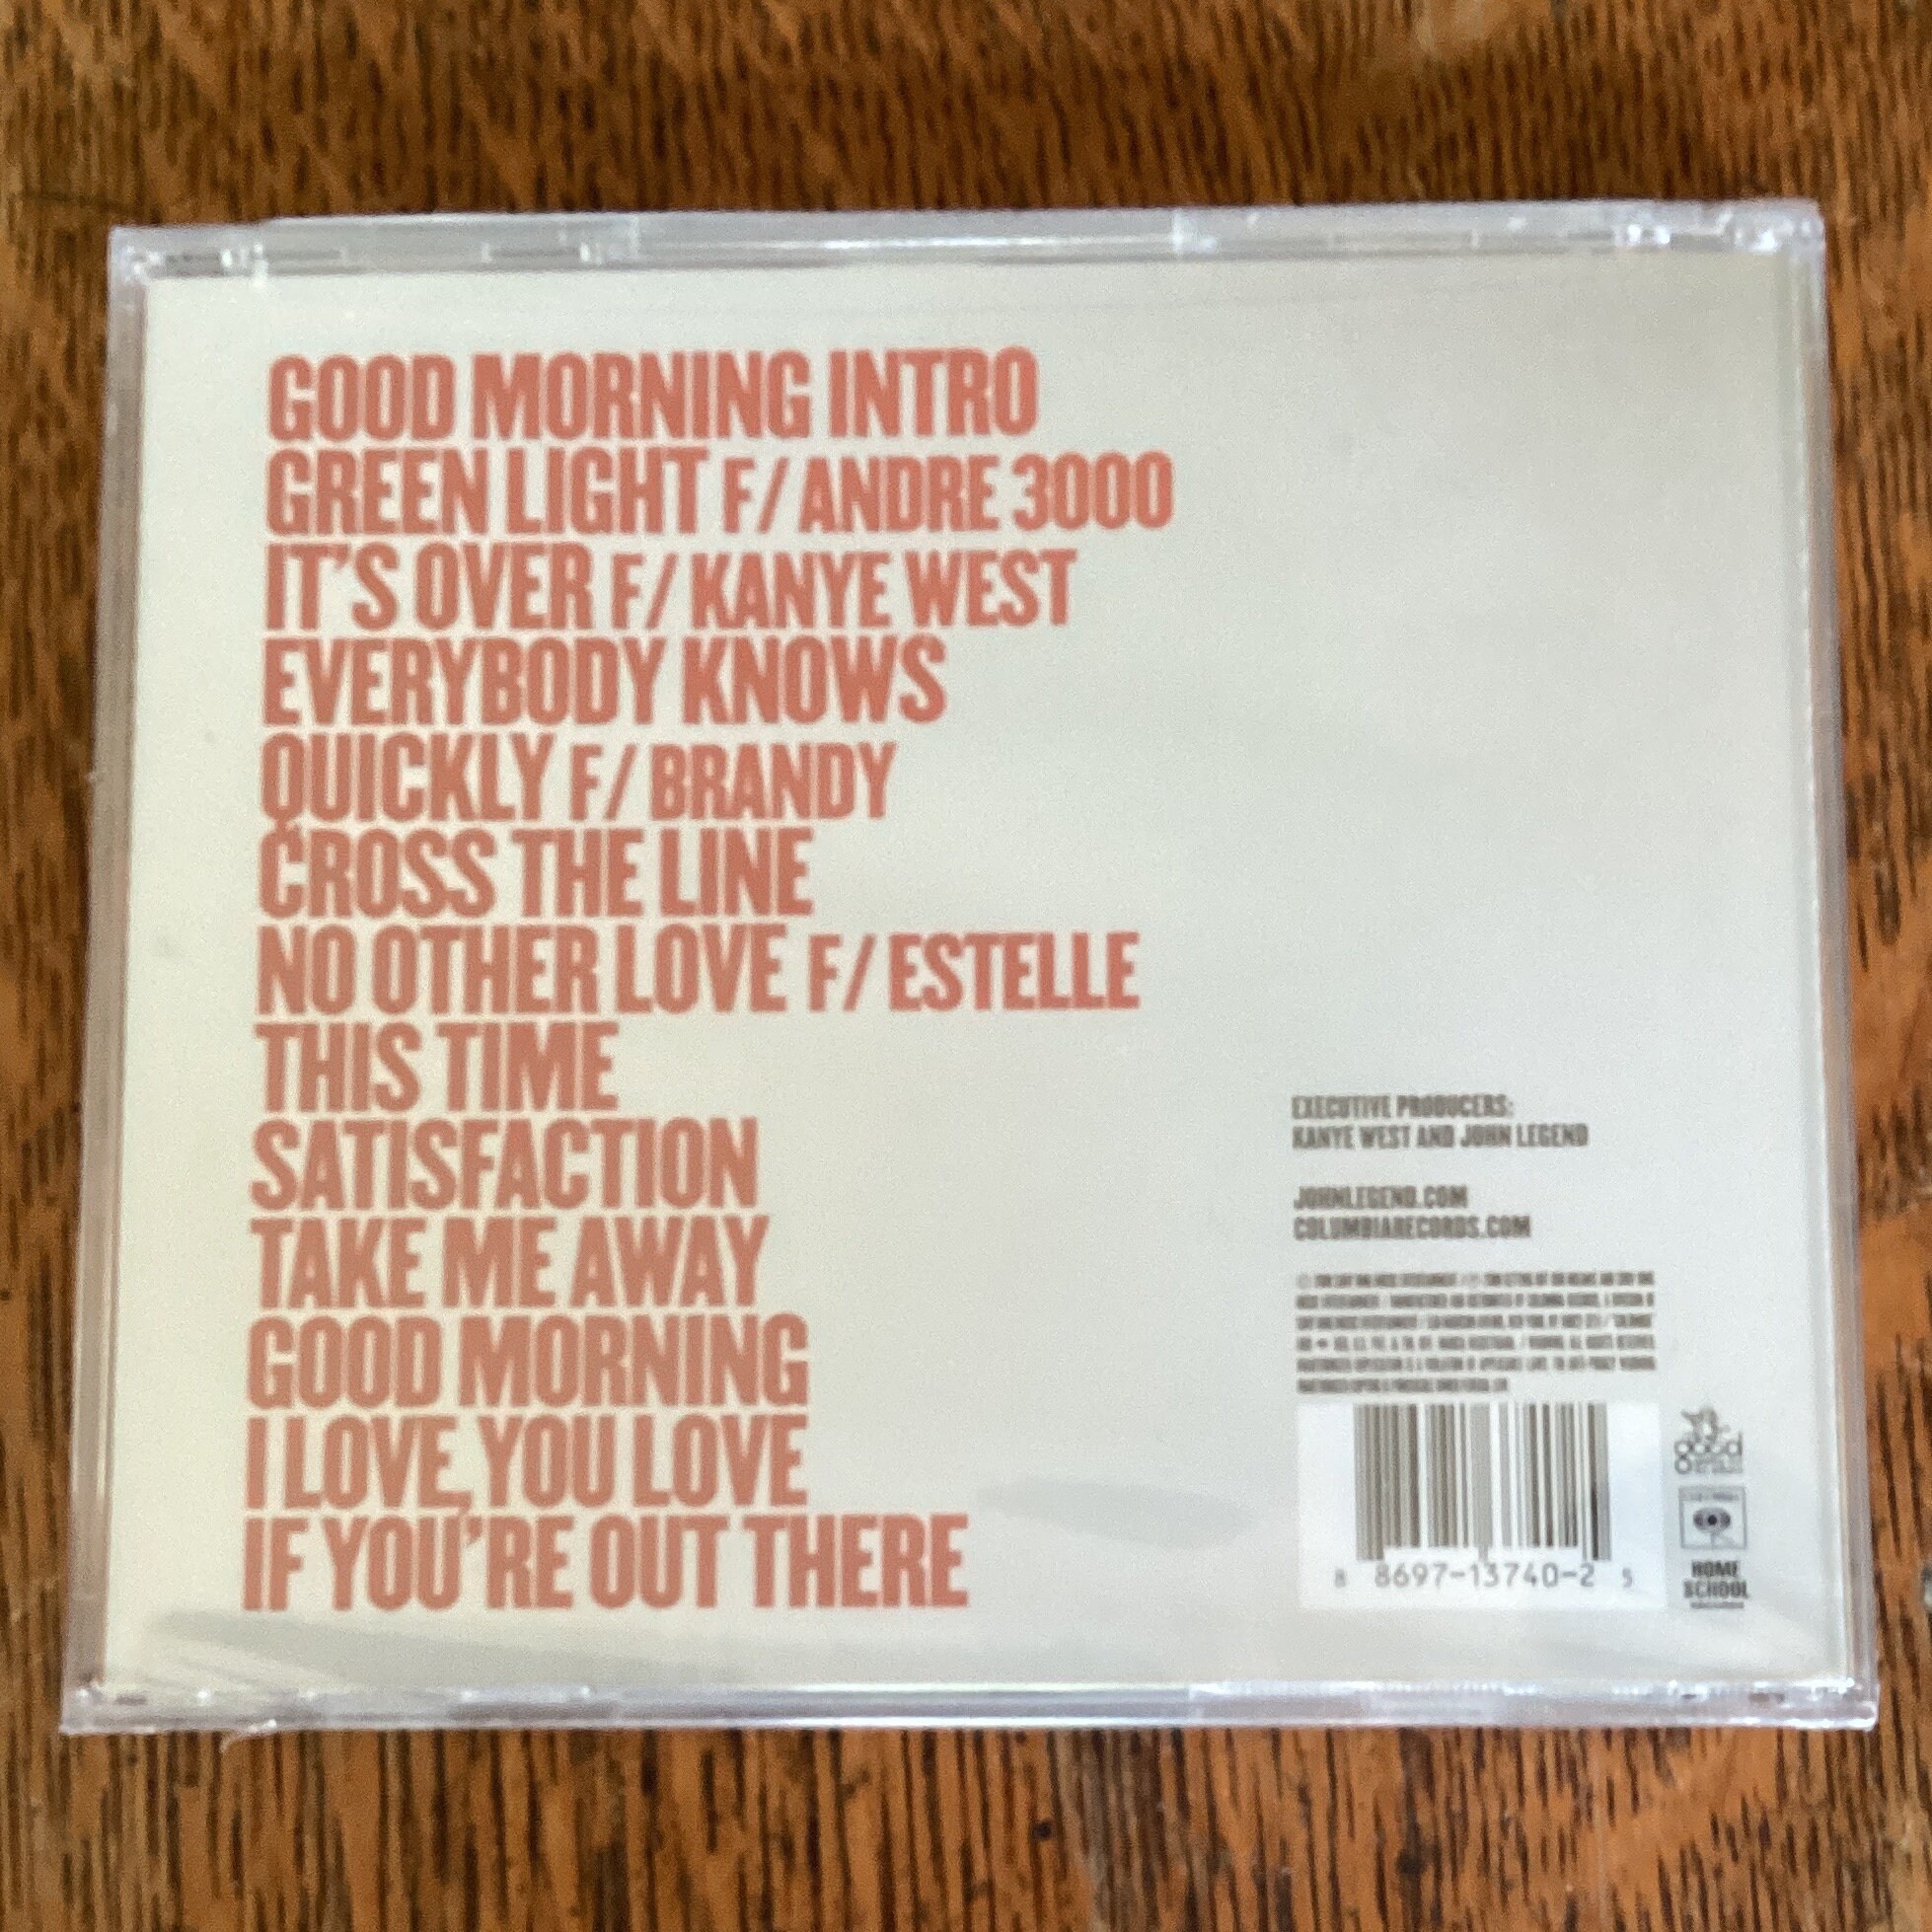 GOOD MORNING INTRO
GREEN LIGHT F/ ANDRE 3000
IT'S OVER F/ KANYE WEST
EVERYBODY KNOWS
QUICKLY F/ BRANDY
CROSS THE LINE
NO OTHER LOVE F/ ESTELLE
THIS TIME
SATISFACTION
TAKE ME AWAY
GOOD MORNING
I LOVE, YOU LOVE
IF YOU'RE OUT THERE
EXECUTIVE PRODUCERS:
KANYE WEST AND JOHN LEGEND
JOHNLEGEND.COM
COLUMBIARECORDS.COM
8 8697-13740-2 5
good
HOME
SCHOOL